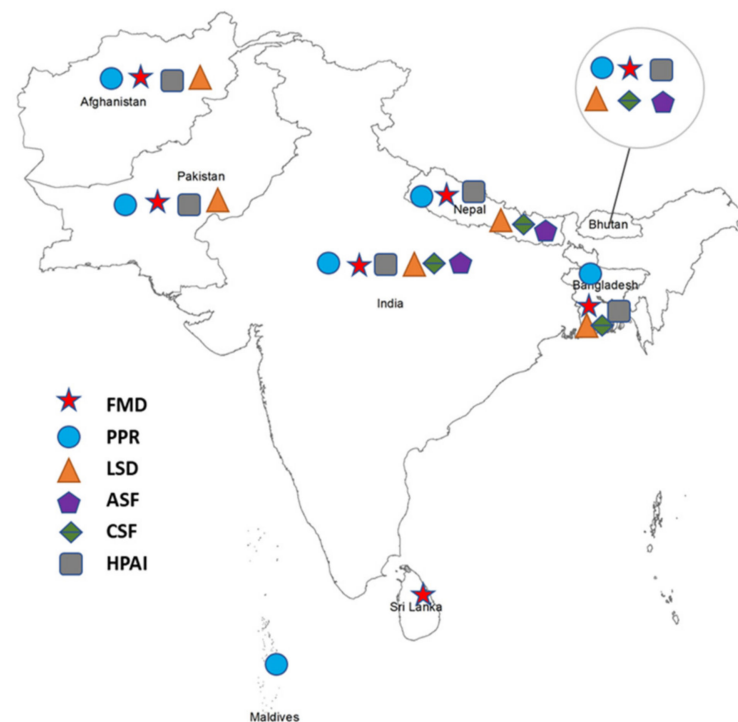 Afghanistan
Pakistan
Nepal
Bhutan
Bangladesh
India
FMD
PPR
LSD
ASF
CSF
HPAI
Sri Lanka
Maldives